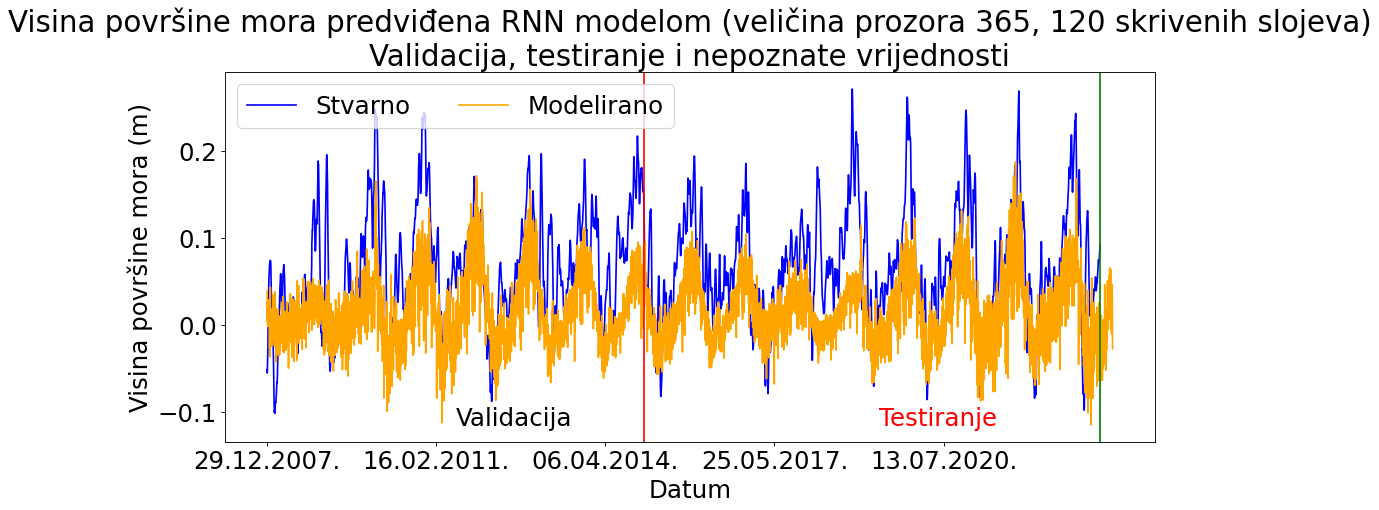 Visina površine mora predviđena RNN modelom (veličina prozora 365, 120 skrivenih slojeva)
Validacija, testiranje i nepoznate vrijednosti
Stvarno Modelirano
Visina površine mora (m)
0.2
0.1
0.0
−0.1
Validacija Testiranje
29.12.2007. 16.02.2011. 06.04.2014. 25.05.2017. 13.07.2020.
Datum